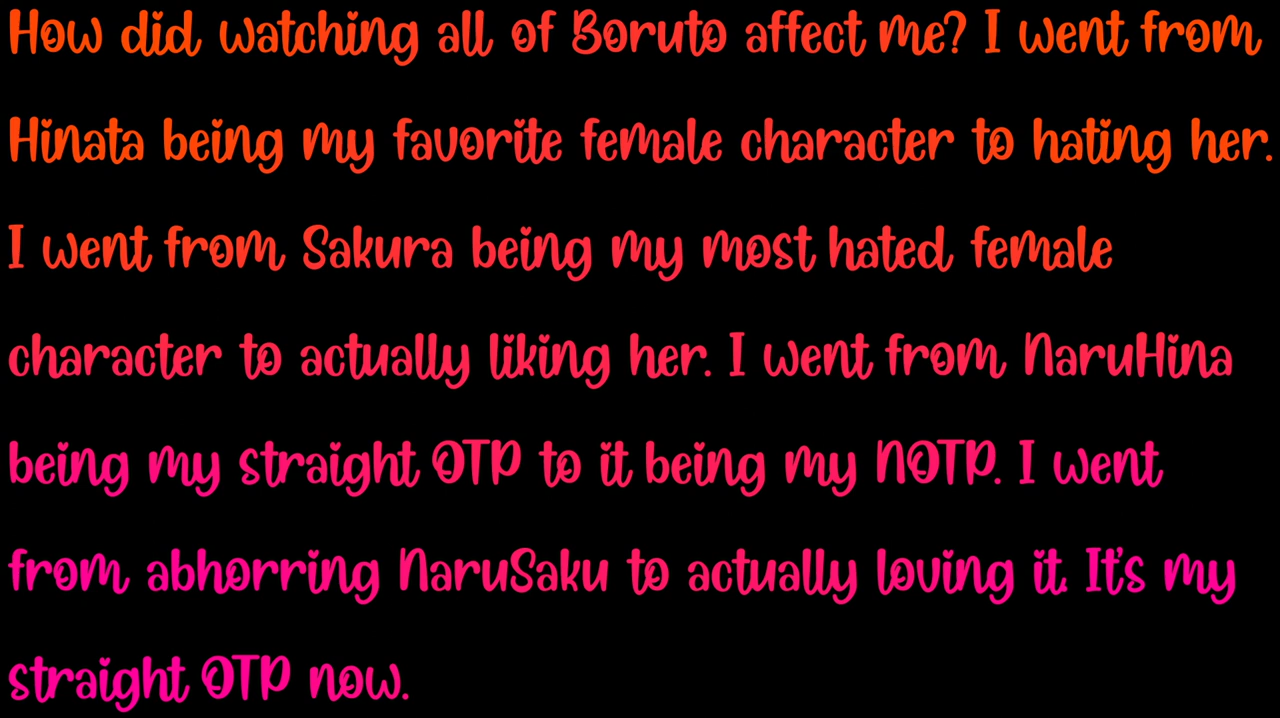 How did watching all of Boruto affect me? I went from
Hinata being my favorite female character to hating her.
I went from Sakura being my most hated female
character to actually liking her. I went from NaruHina
being my straight OTP to it being my NOTP. I went
from abhorring NaruSaku to actually loving it. It's my
straight OTP now.